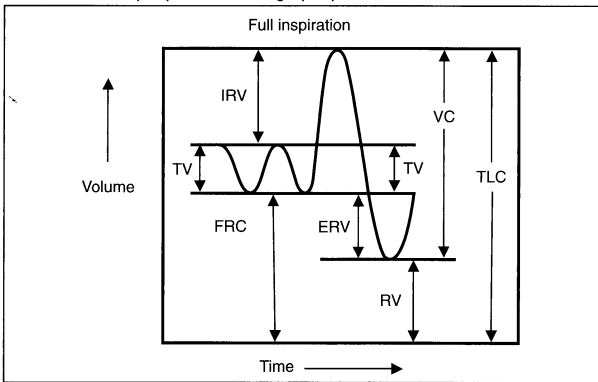 Full inspiration
IRV
VC
TV
TV
TLC
Volume
FRC
ERV
RV
Time